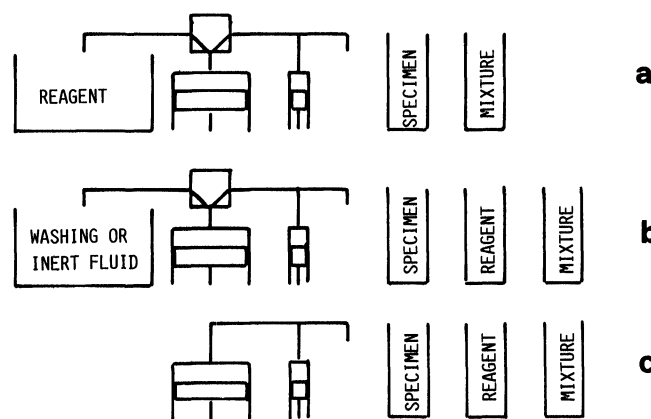 REAGENT
SPECIMEN
MIXTURE
a
WASHING OR
INERT FLUID
SPECIMEN
REAGENT
MIXTURE
b
SPECIMEN
REAGENT
MIXTURE
c